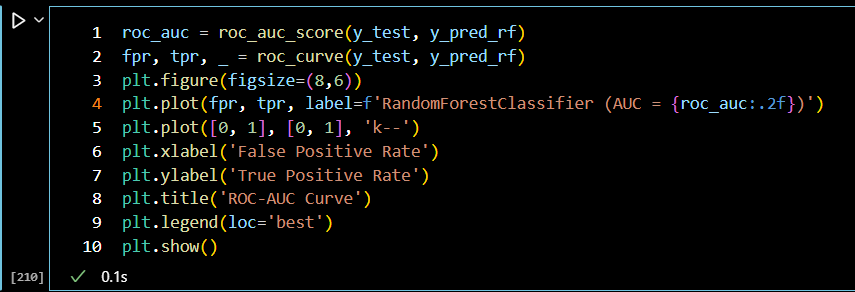 1 roc_auc = roc_auc_score(y_test, y_pred_rf)
2 fpr, tpr, _ = roc_curve(y_test, y_pred_rf)
3 plt.figure(figsize=(8,6))
4 plt.plot(fpr, tpr, label=f'RandomForestClassifier (AUC = {roc_auc:.2f})')
5 plt.plot([0, 1], [0, 1], 'k--')
6 plt.xlabel('False Positive Rate')
7 plt.ylabel('True Positive Rate')
8 plt.title('ROC-AUC Curve')
9 plt.legend(loc='best')
10 plt.show()
[210] ✓ 0.1s